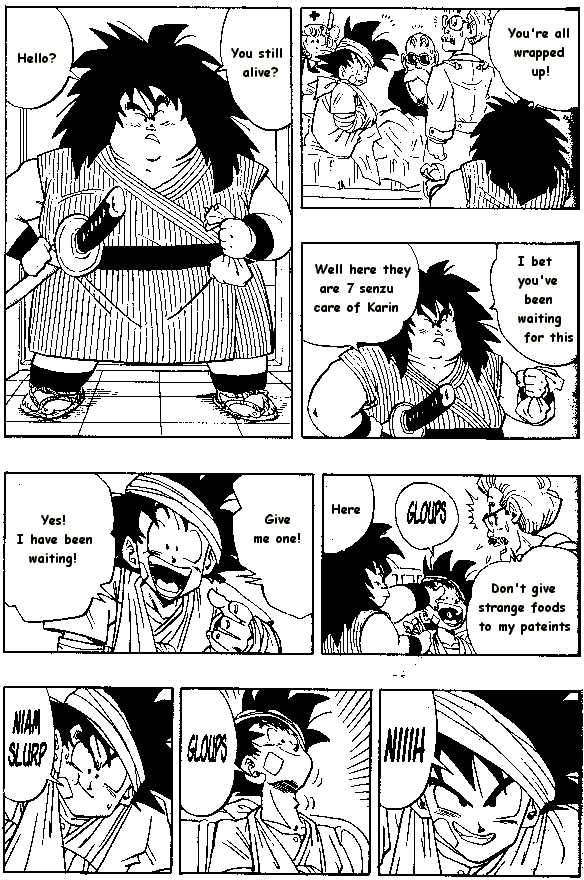 Hello?
You still
alive?
You're all
wrapped
up!
Well here they
are 7 senzu
care of Karin
I bet
you've
been
waiting
for this
Yes!
I have been
waiting!
Give
me one!
Here
GLOUPS
Don't give
strange foods
to my pateints
NIAM
SLURP
GLOUPS
NIIIH